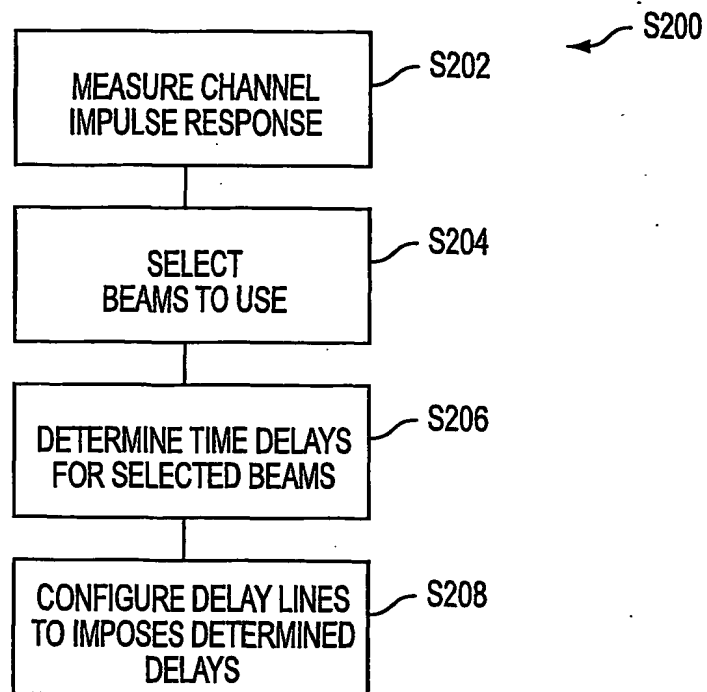 S200
MEASURE CHANNEL
IMPULSE RESPONSE
S202
SELECT
BEAMS TO USE
S204
DETERMINE TIME DELAYS
FOR SELECTED BEAMS
S206
CONFIGURE DELAY LINES
TO IMPOSES DETERMINED
DELAYS
S208